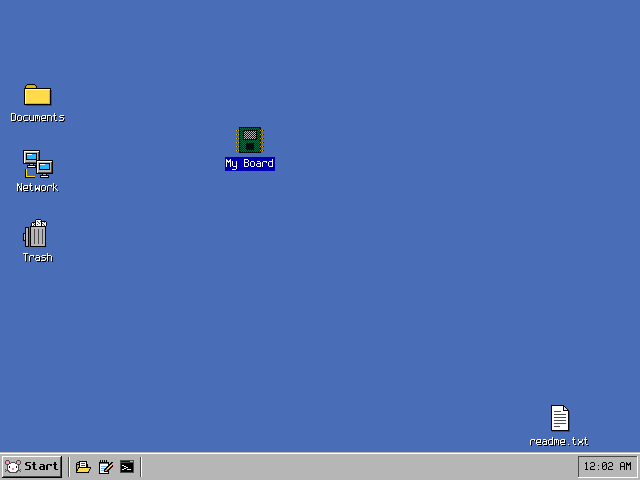 Documents
My Board
Network
Trash
readme.txt
Start
12:02 AM